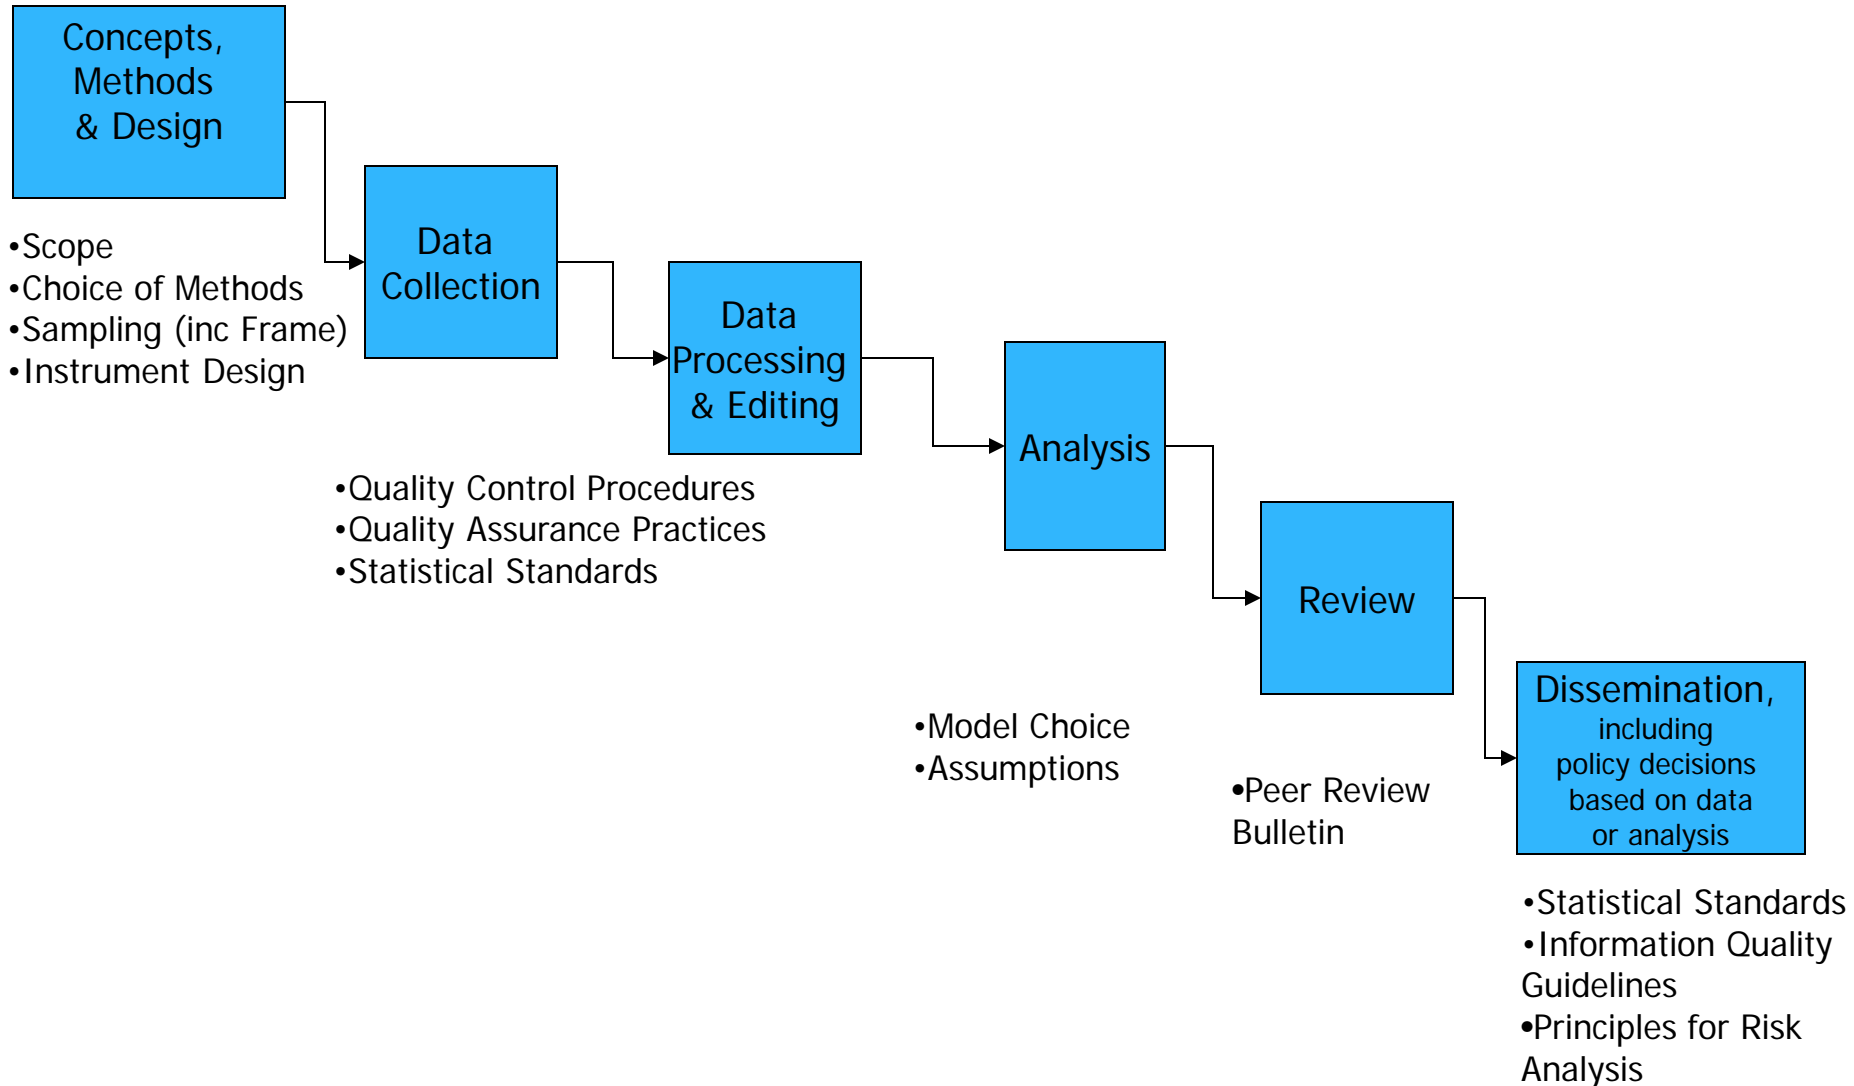 Concepts,
Methods
& Design
•Scope
•Choice of Methods
•Sampling (inc Frame)
•Instrument Design
Data
Collection
Data
Processing
& Editing
•Quality Control Procedures
•Quality Assurance Practices
•Statistical Standards
Analysis
•Model Choice
•Assumptions
Review
•Peer Review
Bulletin
Dissemination,
including
policy decisions
based on data
or analysis
•Statistical Standards
•Information Quality
Guidelines
•Principles for Risk
Analysis